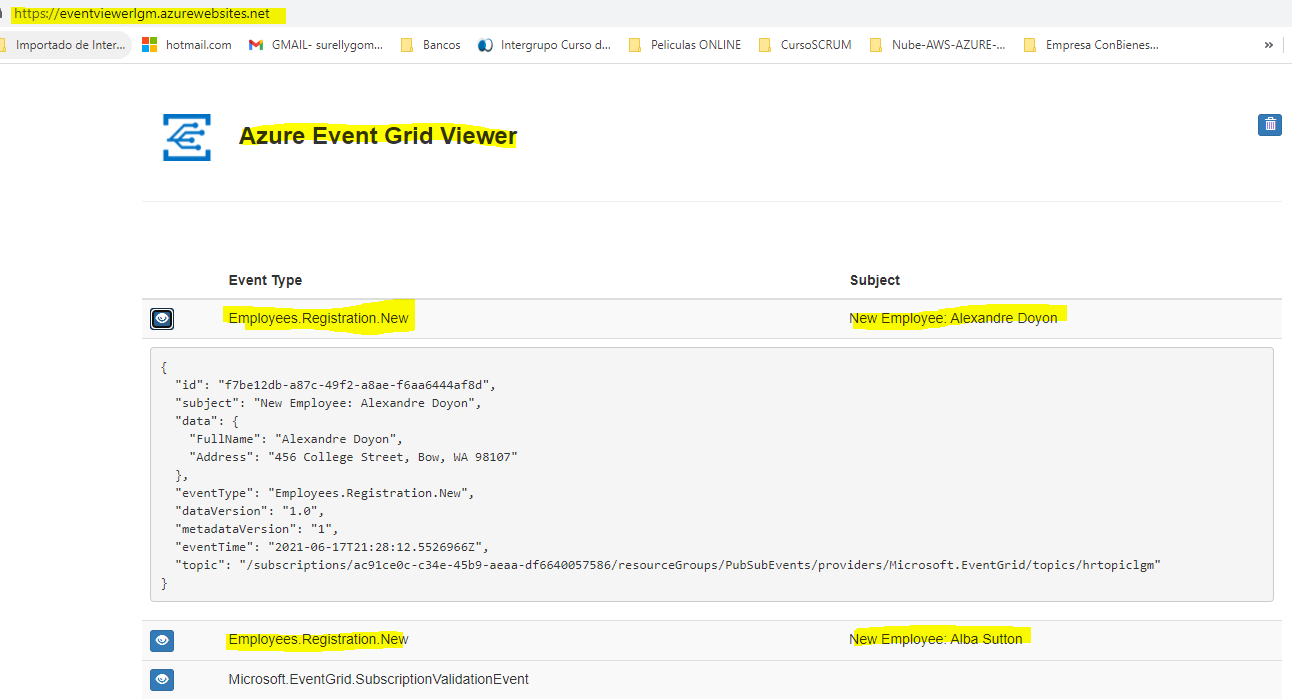 https://eventviewerlgm.azurewebsites.net
Importado de Inter... hotmail.com GMAIL- surellygom... Bancos Intergrupo Curso d... Peliculas ONLINE CursoSCRUM Nube-AWS-AZURE-... Empresa ConBienes... »
Azure Event Grid Viewer
Event Type Subject
Employees.Registration.New New Employee: Alexandre Doyon
{
"id": "f7be12db-a87c-49f2-a8ae-f6aa6444af8d",
"subject": "New Employee: Alexandre Doyon",
"data": {
"FullName": "Alexandre Doyon",
"Address": "456 College Street, Bow, WA 98107"
},
"eventType": "Employees.Registration.New",
"dataVersion": "1.0",
"metadataVersion": "1",
"eventTime": "2021-06-17T21:28:12.5526966Z",
"topic": "/subscriptions/ac91ce0c-c34e-45b9-aeaa-df6640057586/resourceGroups/PubSubEvents/providers/Microsoft.EventGrid/topics/hrtopiclgm"
}
Employees.Registration.New New Employee: Alba Sutton
Microsoft.EventGrid.SubscriptionValidationEvent